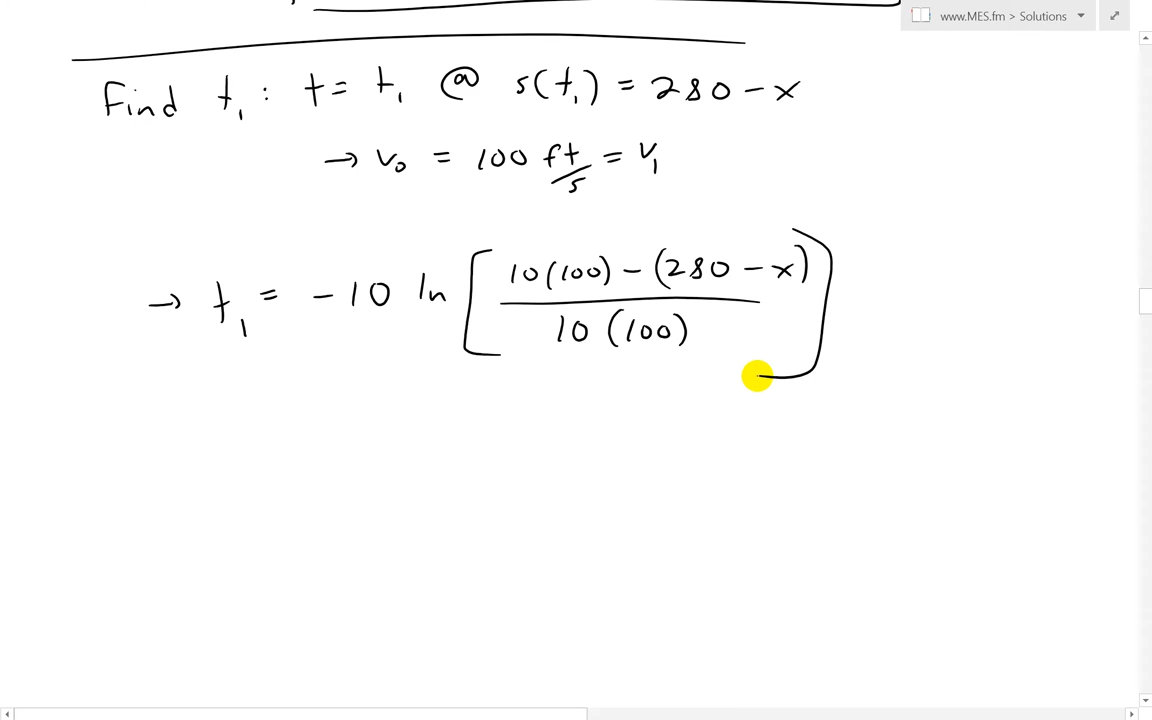 www.MES.fm > Solutions
Find t₁ : t = t₁ @ s(t₁) = 280 - x
→ v₀ = 100 ft/s = v₁
→ t₁ = -10 ln [ (10(100) - (280 - x)) / (10(100)) ]